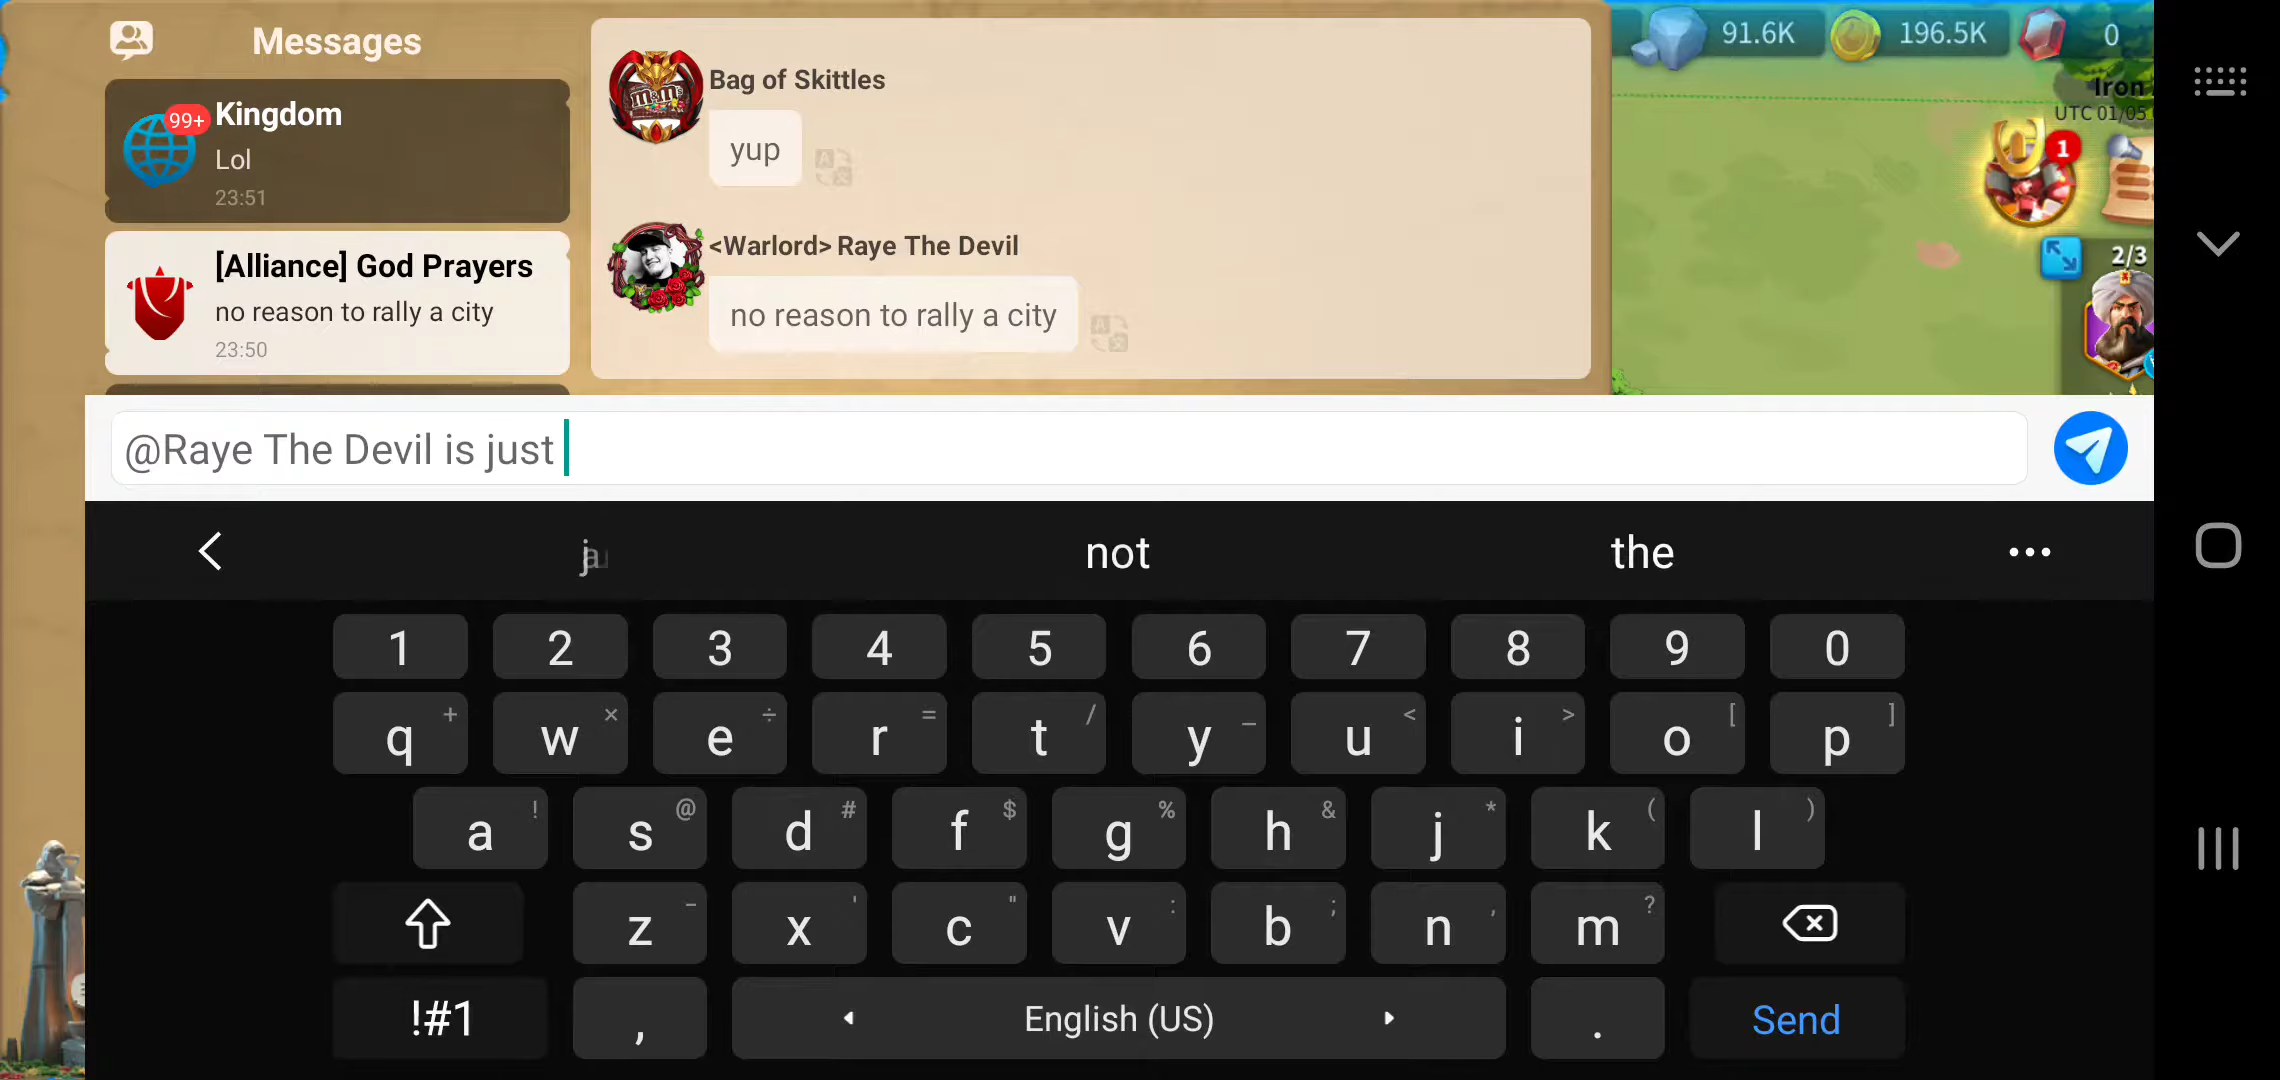 Messages
99+
Kingdom
Lol
23:51
[Alliance] God Prayers
no reason to rally a city
23:50
Bag of Skittles
m&m's
yup
<Warlord> Raye The Devil
no reason to rally a city
91.6K
196.5K
0
Iron
UTC 01/05
1
2/3
@Raye The Devil is just
not
the
1 2 3 4 5 6 7 8 9 0
q + w × e ÷ r = t / y _ u < i > o [ p ]
a ! s @ d # f $ g % h & j * k ( l )
z - x ' c " v : b ; n , m ?
!#1 , English (US) . Send